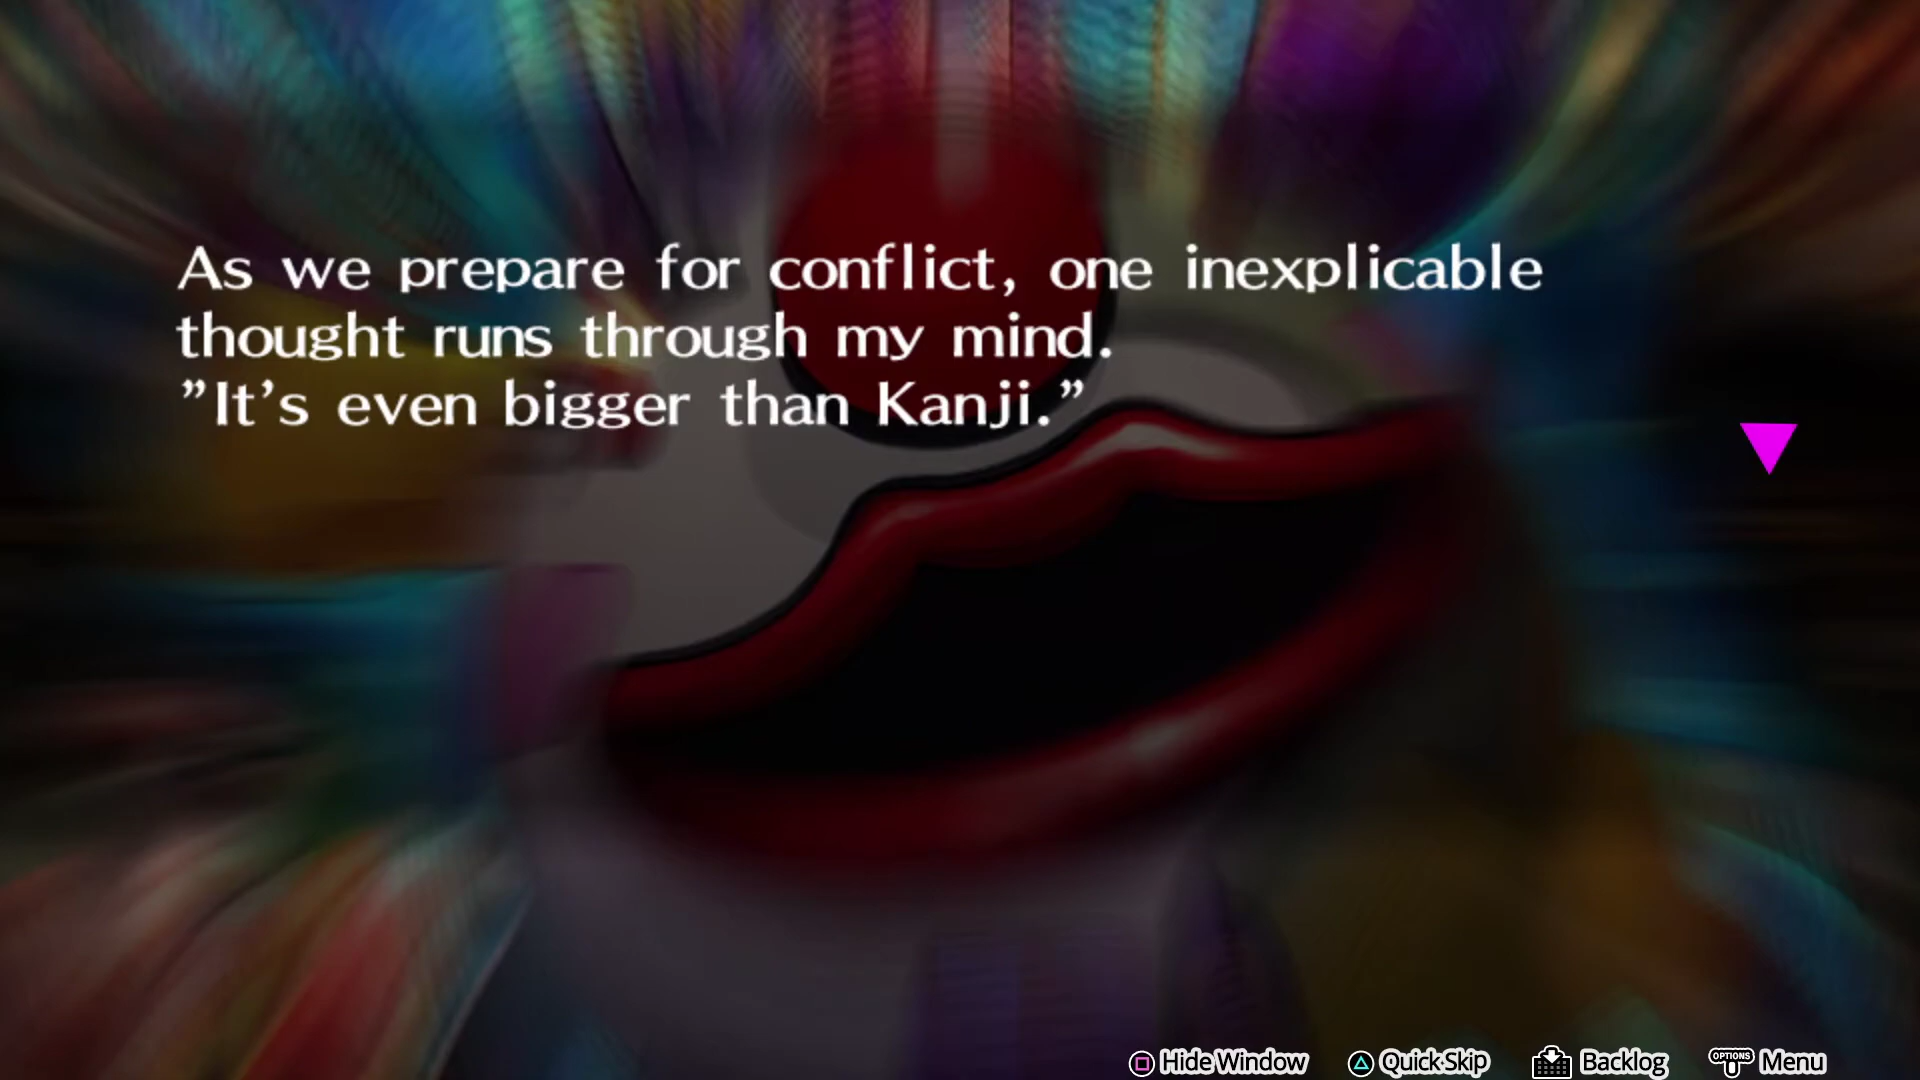 As we prepare for conflict, one inexplicable
thought runs through my mind.
”It’s even bigger than Kanji.”
Hide Window Quick Skip Backlog OPTIONS Menu